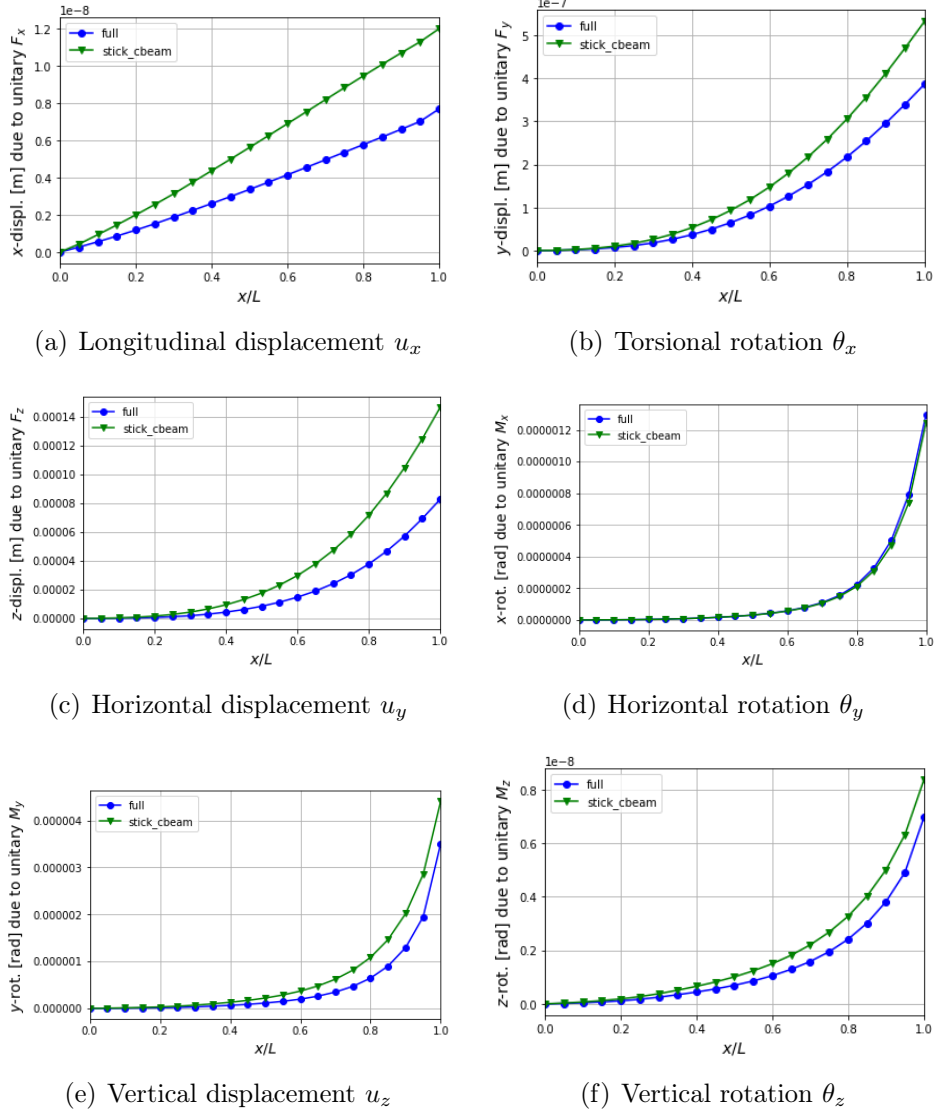 1e−8
full
stick_cbeam
x-displ. [m] due to unitary F_x
1.2
1.0
0.8
0.6
0.4
0.2
0.0
0.0 0.2 0.4 0.6 0.8 1.0
x/L
(a) Longitudinal displacement u_x
1e−7
full
stick_cbeam
y-displ. [m] due to unitary F_y
5
4
3
2
1
0
0.0 0.2 0.4 0.6 0.8 1.0
x/L
(b) Torsional rotation θ_x
full
stick_cbeam
z-displ. [m] due to unitary F_z
0.00014
0.00012
0.00010
0.00008
0.00006
0.00004
0.00002
0.00000
0.0 0.2 0.4 0.6 0.8 1.0
x/L
(c) Horizontal displacement u_y
full
stick_cbeam
x-rot. [rad] due to unitary M_x
0.0000012
0.0000010
0.0000008
0.0000006
0.0000004
0.0000002
0.0000000
0.0 0.2 0.4 0.6 0.8 1.0
x/L
(d) Horizontal rotation θ_y
full
stick_cbeam
y-rot. [rad] due to unitary M_y
0.000004
0.000003
0.000002
0.000001
0.000000
0.0 0.2 0.4 0.6 0.8 1.0
x/L
(e) Vertical displacement u_z
1e−8
full
stick_cbeam
z-rot. [rad] due to unitary M_z
0.8
0.6
0.4
0.2
0.0
0.0 0.2 0.4 0.6 0.8 1.0
x/L
(f) Vertical rotation θ_z